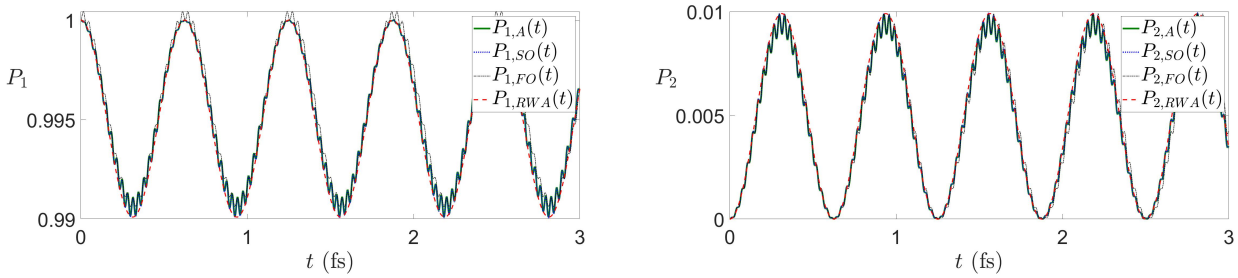 1
0.995
0.99
P₁
0
1
2
3
t (fs)
P₁,A(t)
P₁,SO(t)
P₁,FO(t)
P₁,RWA(t)
0.01
0.005
0
P₂
0
1
2
3
t (fs)
P₂,A(t)
P₂,SO(t)
P₂,FO(t)
P₂,RWA(t)